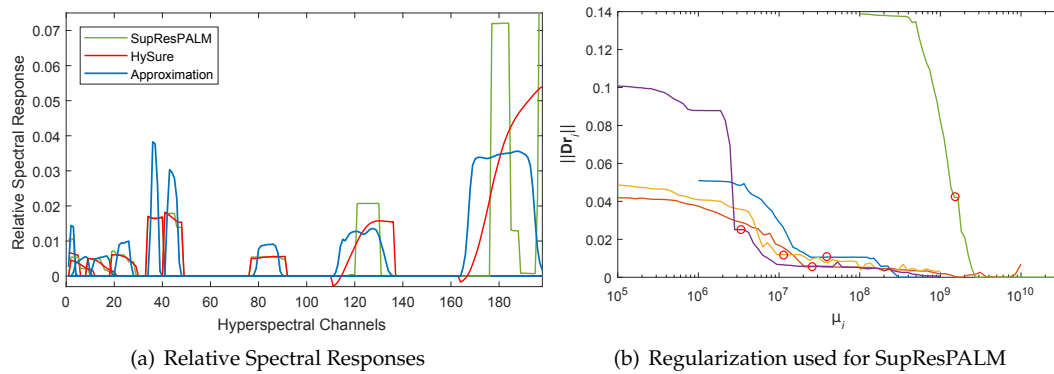 0.07
0.06
0.05
0.04
0.03
0.02
0.01
0
Relative Spectral Response
SupResPALM
HySure
Approximation
0 20 40 60 80 100 120 140 160 180
Hyperspectral Channels
(a) Relative Spectral Responses
0.14
0.12
0.1
0.08
0.06
0.04
0.02
0
||Dr_i||
10^5 10^6 10^7 10^8 10^9 10^10
μ_i
(b) Regularization used for SupResPALM